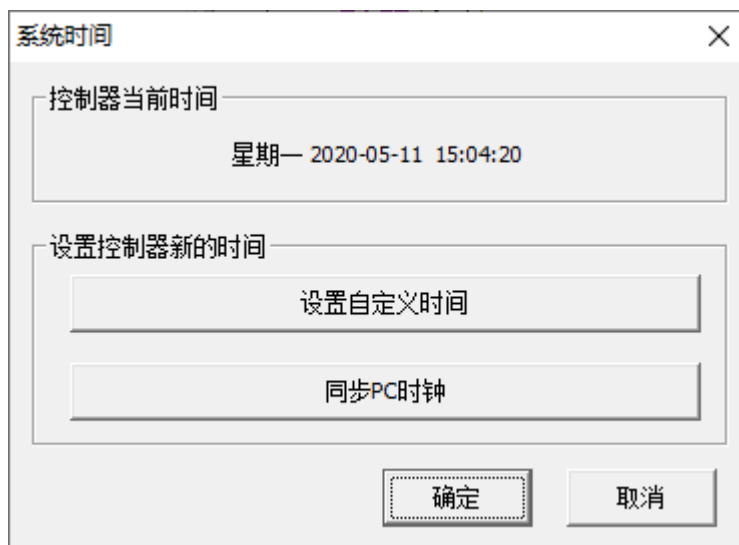 系统时间
控制器当前时间
星期一 2020-05-11 15:04:20
设置控制器新的时间
设置自定义时间
同步PC时钟
确定
取消